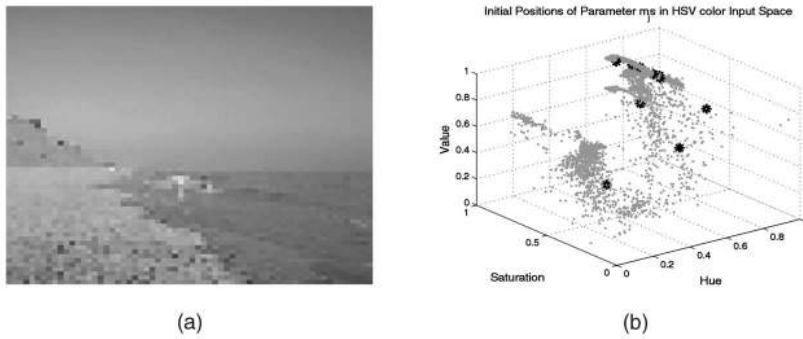 Initial Positions of Parameter ms in HSV color Input Space
j
1
0.8
0.6
0.4
0.2
0
Value
1
0.5
0
Saturation
0
0.2
0.4
0.6
0.8
Hue
(a)
(b)